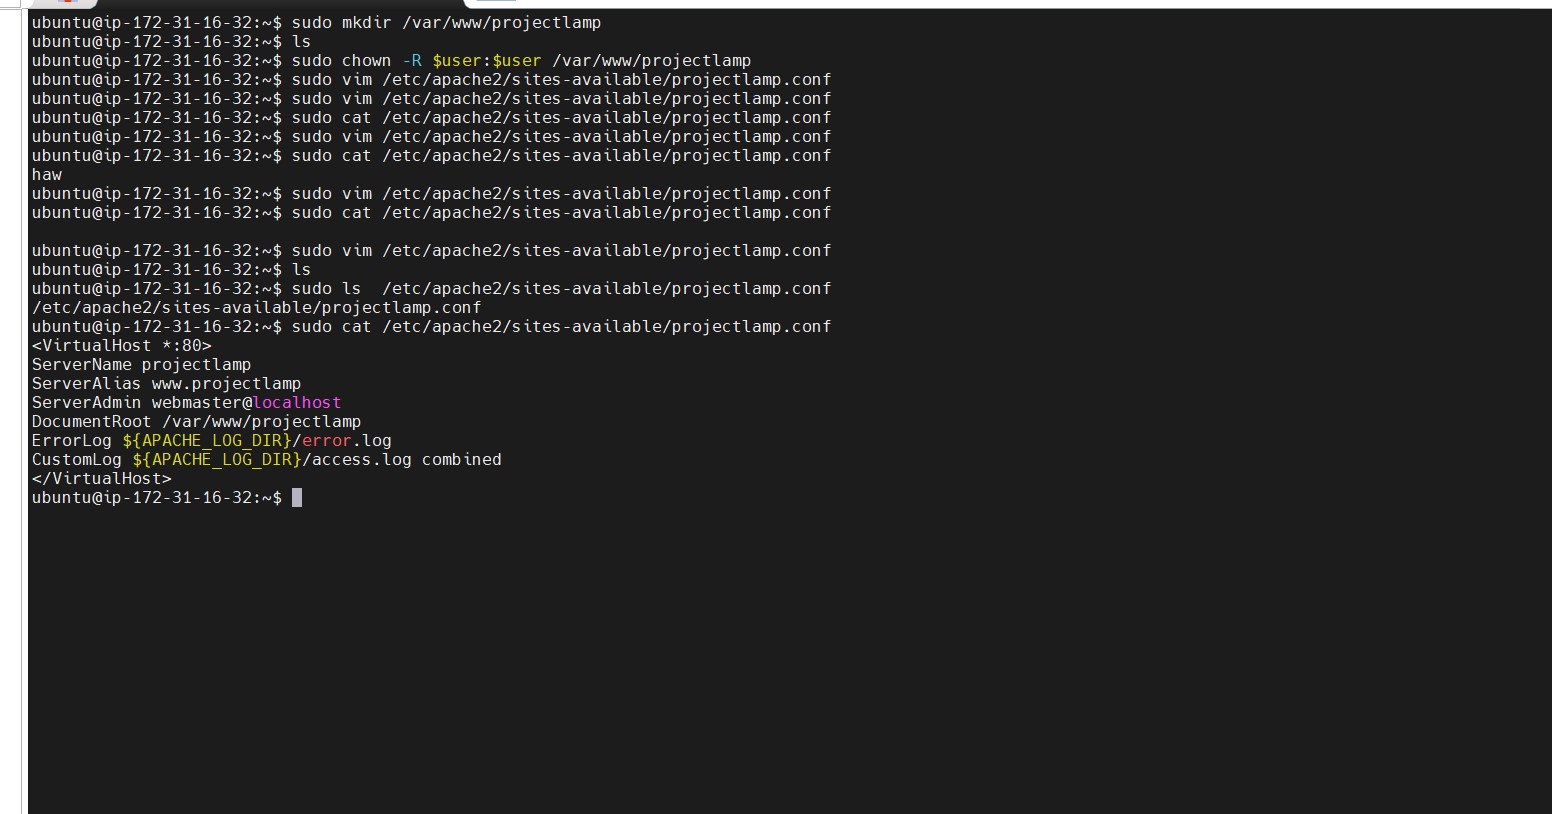 ubuntu@ip-172-31-16-32:~$ sudo mkdir /var/www/projectlamp
ubuntu@ip-172-31-16-32:~$ ls
ubuntu@ip-172-31-16-32:~$ sudo chown -R $user:$user /var/www/projectlamp
ubuntu@ip-172-31-16-32:~$ sudo vim /etc/apache2/sites-available/projectlamp.conf
ubuntu@ip-172-31-16-32:~$ sudo vim /etc/apache2/sites-available/projectlamp.conf
ubuntu@ip-172-31-16-32:~$ sudo cat /etc/apache2/sites-available/projectlamp.conf
ubuntu@ip-172-31-16-32:~$ sudo vim /etc/apache2/sites-available/projectlamp.conf
ubuntu@ip-172-31-16-32:~$ sudo cat /etc/apache2/sites-available/projectlamp.conf
haw
ubuntu@ip-172-31-16-32:~$ sudo vim /etc/apache2/sites-available/projectlamp.conf
ubuntu@ip-172-31-16-32:~$ sudo cat /etc/apache2/sites-available/projectlamp.conf

ubuntu@ip-172-31-16-32:~$ sudo vim /etc/apache2/sites-available/projectlamp.conf
ubuntu@ip-172-31-16-32:~$ ls
ubuntu@ip-172-31-16-32:~$ sudo ls  /etc/apache2/sites-available/projectlamp.conf
/etc/apache2/sites-available/projectlamp.conf
ubuntu@ip-172-31-16-32:~$ sudo cat /etc/apache2/sites-available/projectlamp.conf
<VirtualHost *:80>
ServerName projectlamp
ServerAlias www.projectlamp
ServerAdmin webmaster@localhost
DocumentRoot /var/www/projectlamp
ErrorLog ${APACHE_LOG_DIR}/error.log
CustomLog ${APACHE_LOG_DIR}/access.log combined
</VirtualHost>
ubuntu@ip-172-31-16-32:~$